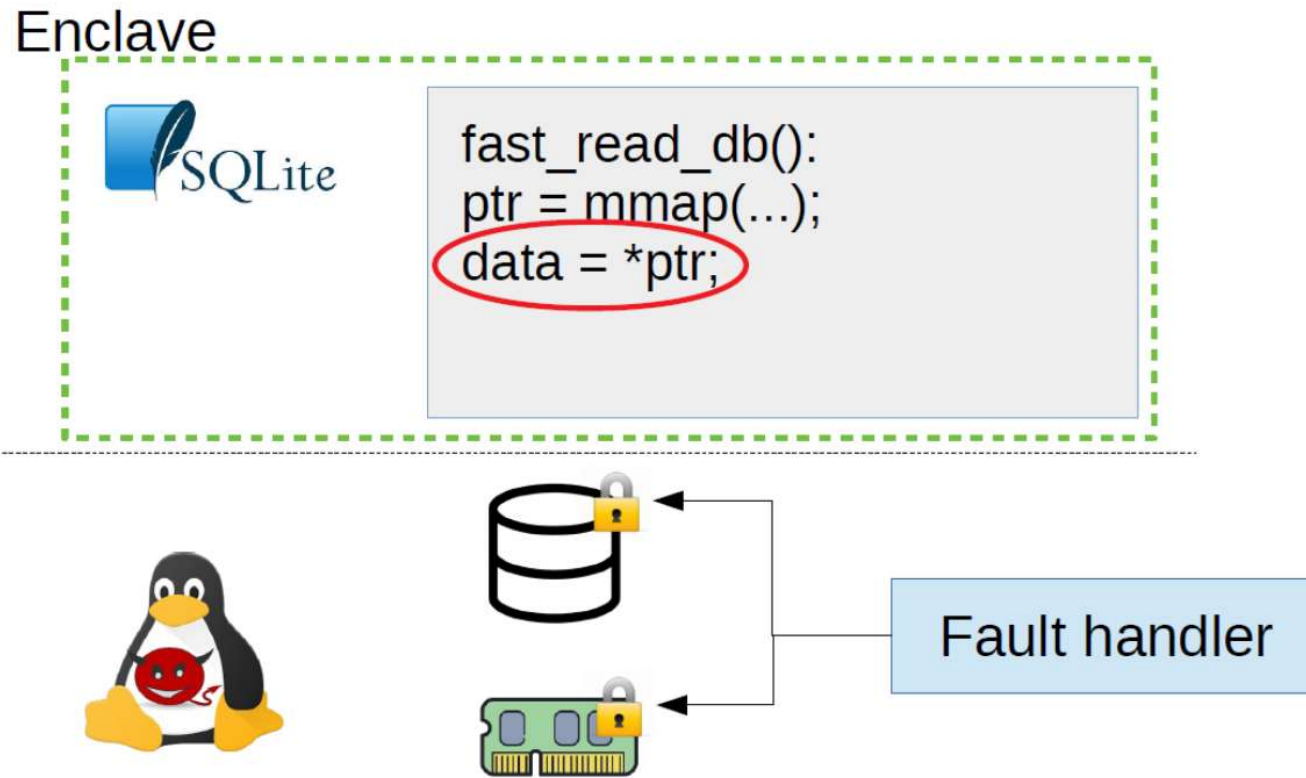 Enclave
SQLite
fast_read_db():
ptr = mmap(...);
data = *ptr;
Fault handler